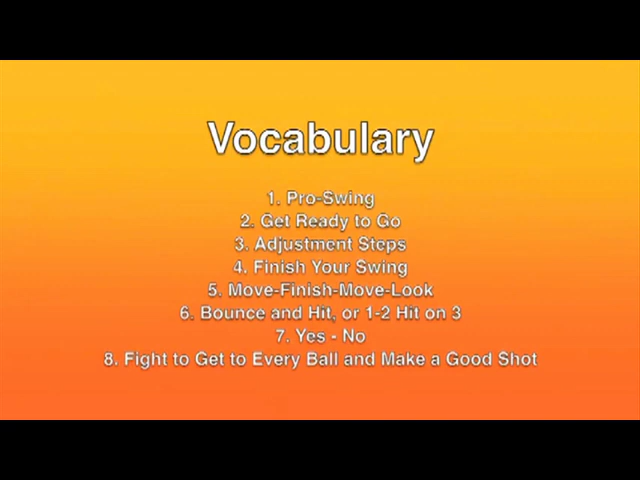 Vocabulary
1. Pro-Swing
2. Get Ready to Go
3. Adjustment Steps
4. Finish Your Swing
5. Move-Finish-Move-Look
6. Bounce and Hit, or 1-2 Hit on 3
7. Yes - No
8. Fight to Get to Every Ball and Make a Good Shot